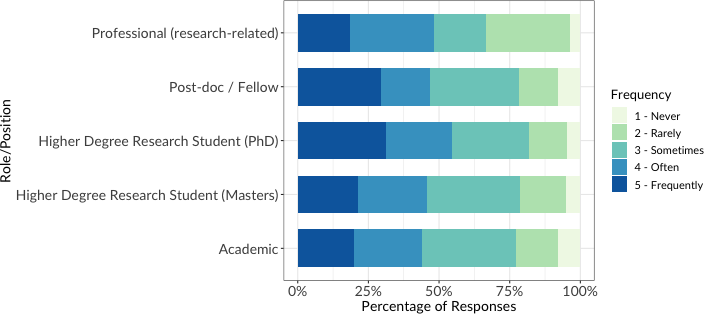 Role/Position
Professional (research-related)
Post-doc / Fellow
Higher Degree Research Student (PhD)
Higher Degree Research Student (Masters)
Academic
0% 25% 50% 75% 100%
Percentage of Responses
Frequency
1 - Never
2 - Rarely
3 - Sometimes
4 - Often
5 - Frequently